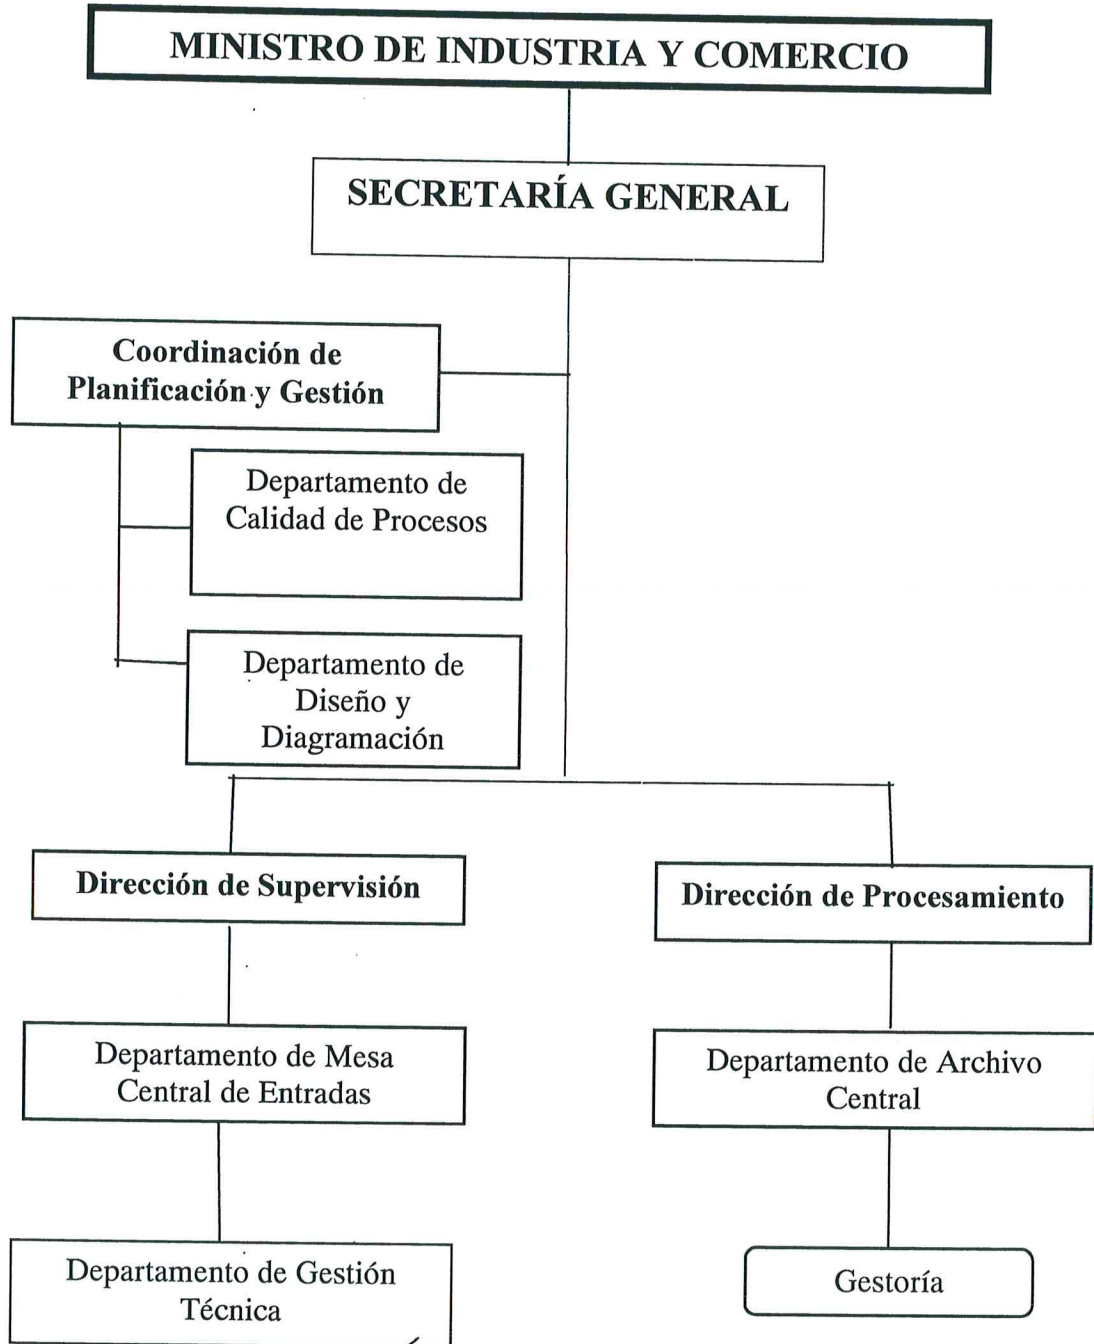 MINISTRO DE INDUSTRIA Y COMERCIO
SECRETARÍA GENERAL
Coordinación de
Planificación y Gestión
Departamento de
Calidad de Procesos
Departamento de
Diseño y
Diagramación
Dirección de Supervisión
Dirección de Procesamiento
Departamento de Mesa
Central de Entradas
Departamento de Archivo
Central
Departamento de Gestión
Técnica
Gestoría